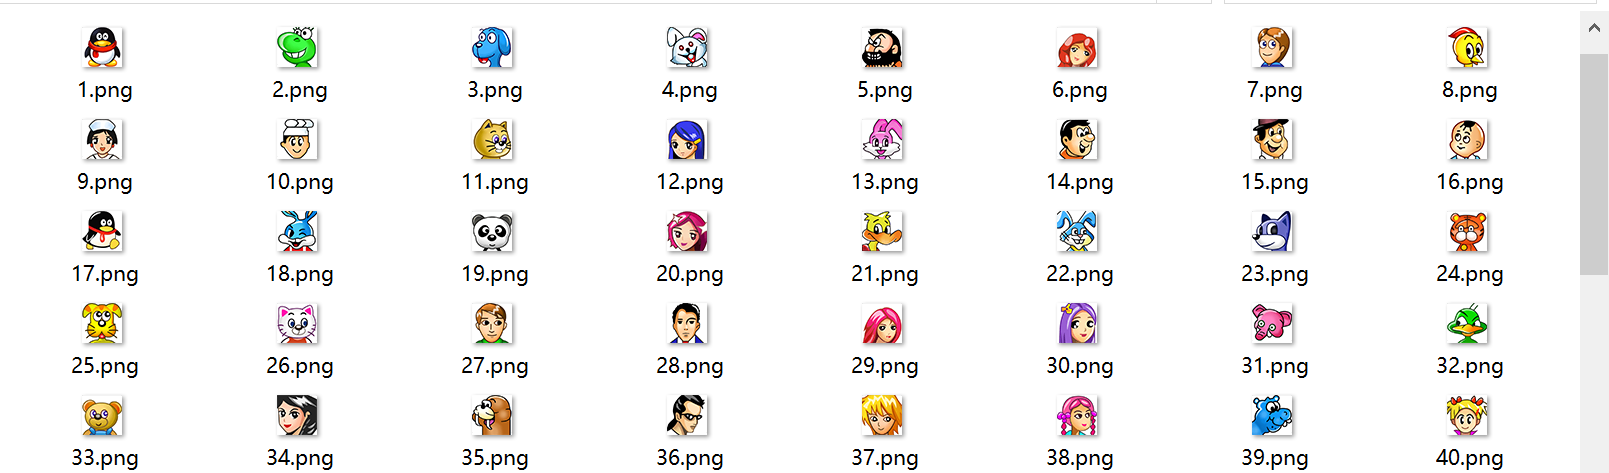 1.png 2.png 3.png 4.png 5.png 6.png 7.png 8.png
9.png 10.png 11.png 12.png 13.png 14.png 15.png 16.png
17.png 18.png 19.png 20.png 21.png 22.png 23.png 24.png
25.png 26.png 27.png 28.png 29.png 30.png 31.png 32.png
33.png 34.png 35.png 36.png 37.png 38.png 39.png 40.png